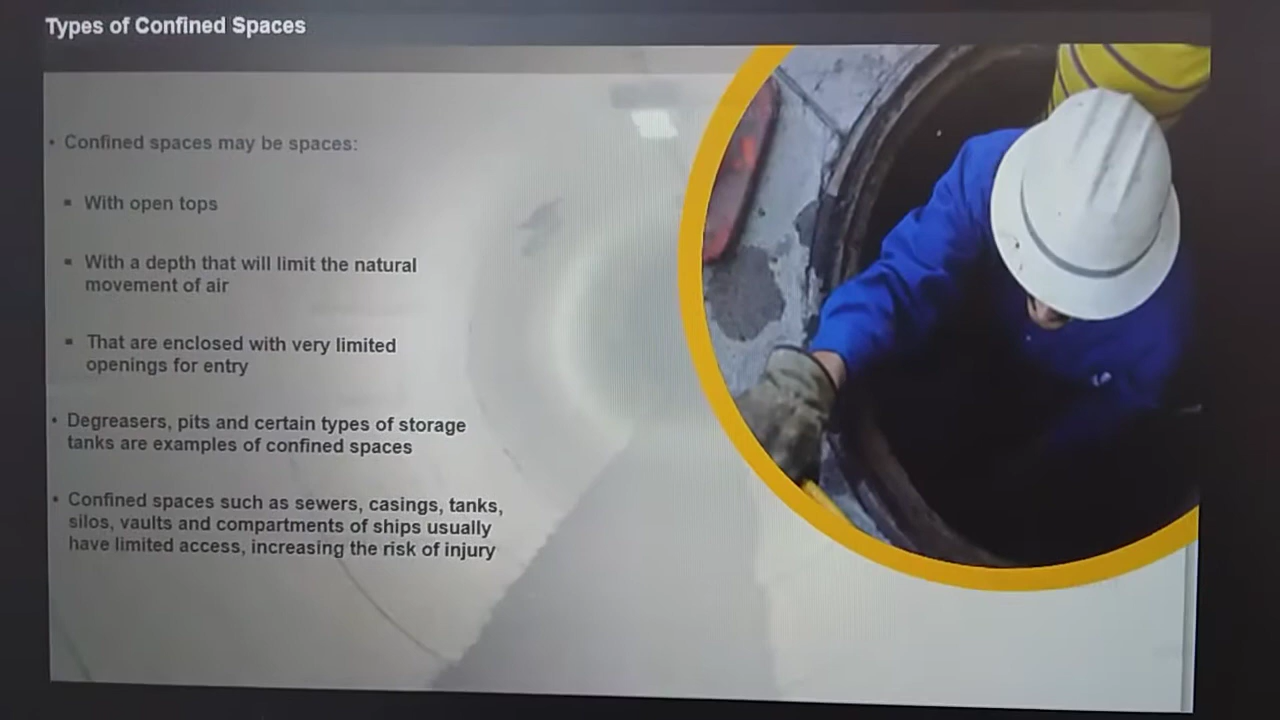 Types of Confined Spaces
• Confined spaces may be spaces:
▪ With open tops
▪ With a depth that will limit the natural
movement of air
▪ That are enclosed with very limited
openings for entry
• Degreasers, pits and certain types of storage
tanks are examples of confined spaces
• Confined spaces such as sewers, casings, tanks,
silos, vaults and compartments of ships usually
have limited access, increasing the risk of injury